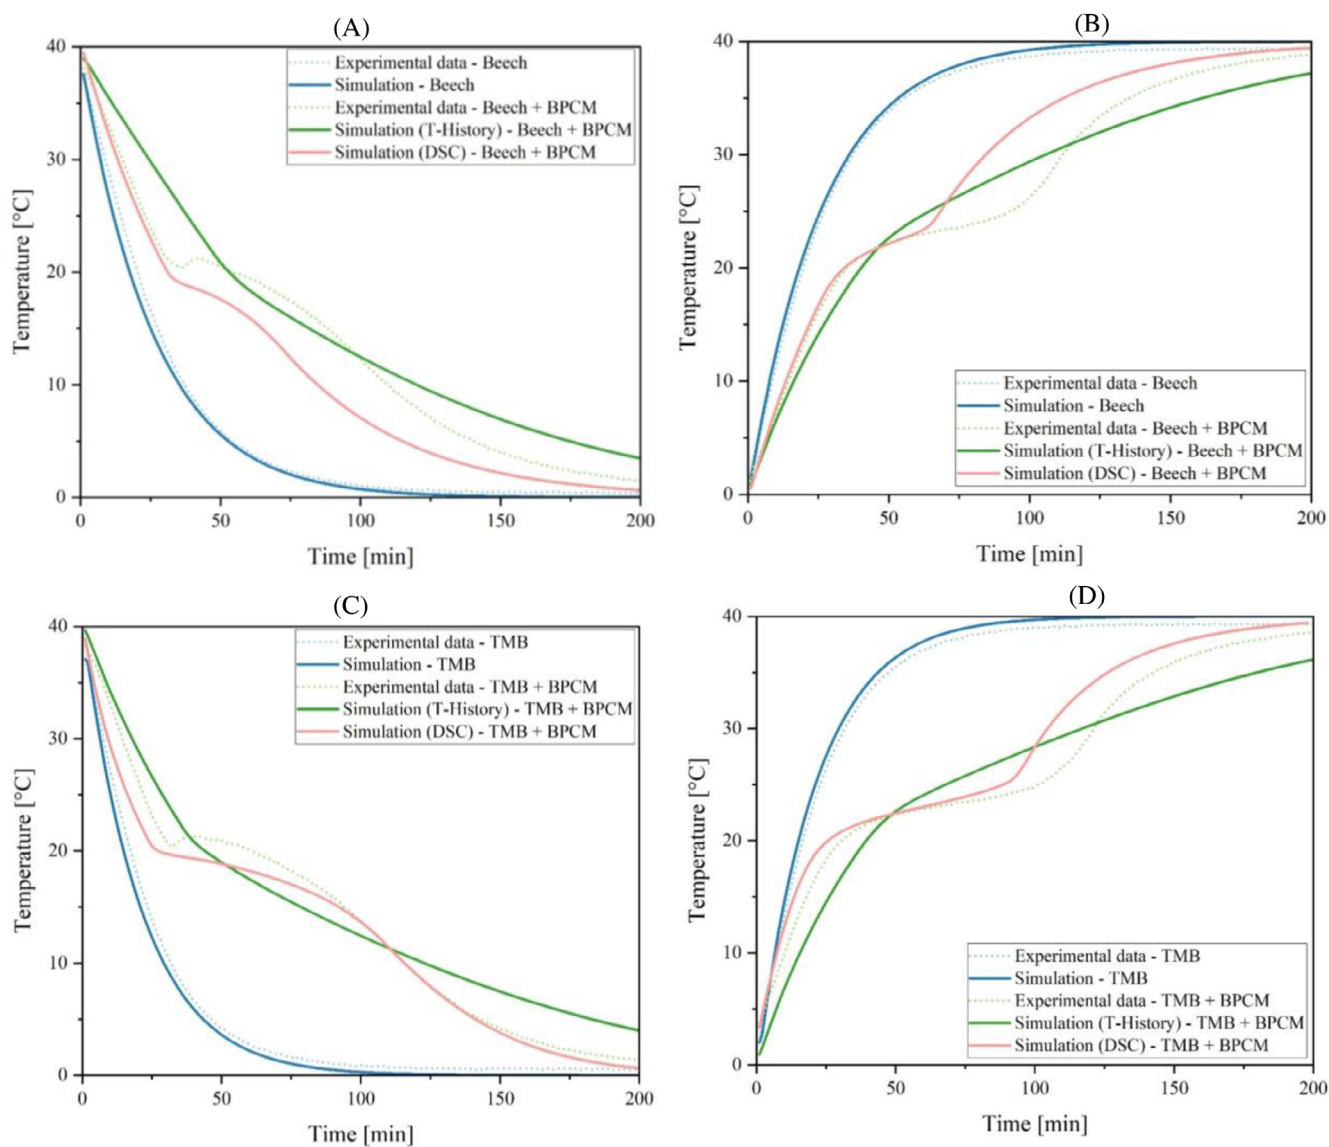 (A)
40
30
20
10
0
0
50
100
150
200
Temperature [°C]
Time [min]
Experimental data - Beech
Simulation - Beech
Experimental data - Beech + BPCM
Simulation (T-History) - Beech + BPCM
Simulation (DSC) - Beech + BPCM
(B)
40
30
20
10
0
0
50
100
150
200
Temperature [°C]
Time [min]
Experimental data - Beech
Simulation - Beech
Experimental data - Beech + BPCM
Simulation (T-History) - Beech + BPCM
Simulation (DSC) - Beech + BPCM
(C)
40
30
20
10
0
0
50
100
150
200
Temperature [°C]
Time [min]
Experimental data - TMB
Simulation - TMB
Experimental data - TMB + BPCM
Simulation (T-History) - TMB + BPCM
Simulation (DSC) - TMB + BPCM
(D)
40
30
20
10
0
0
50
100
150
200
Temperature [°C]
Time [min]
Experimental data - TMB
Simulation - TMB
Experimental data - TMB + BPCM
Simulation (T-History) - TMB + BPCM
Simulation (DSC) - TMB + BPCM